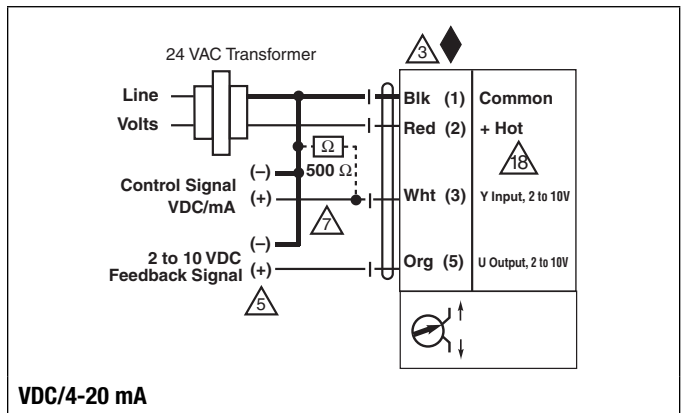 24 VAC Transformer
3
Line
Blk (1) Common
Volts
Red (2) + Hot
Ω
18
(–)
500 Ω
Control Signal
VDC/mA
(+)
Wht (3) Y Input, 2 to 10V
7
(–)
2 to 10 VDC
Feedback Signal (+)
Org (5) U Output, 2 to 10V
5
VDC/4-20 mA